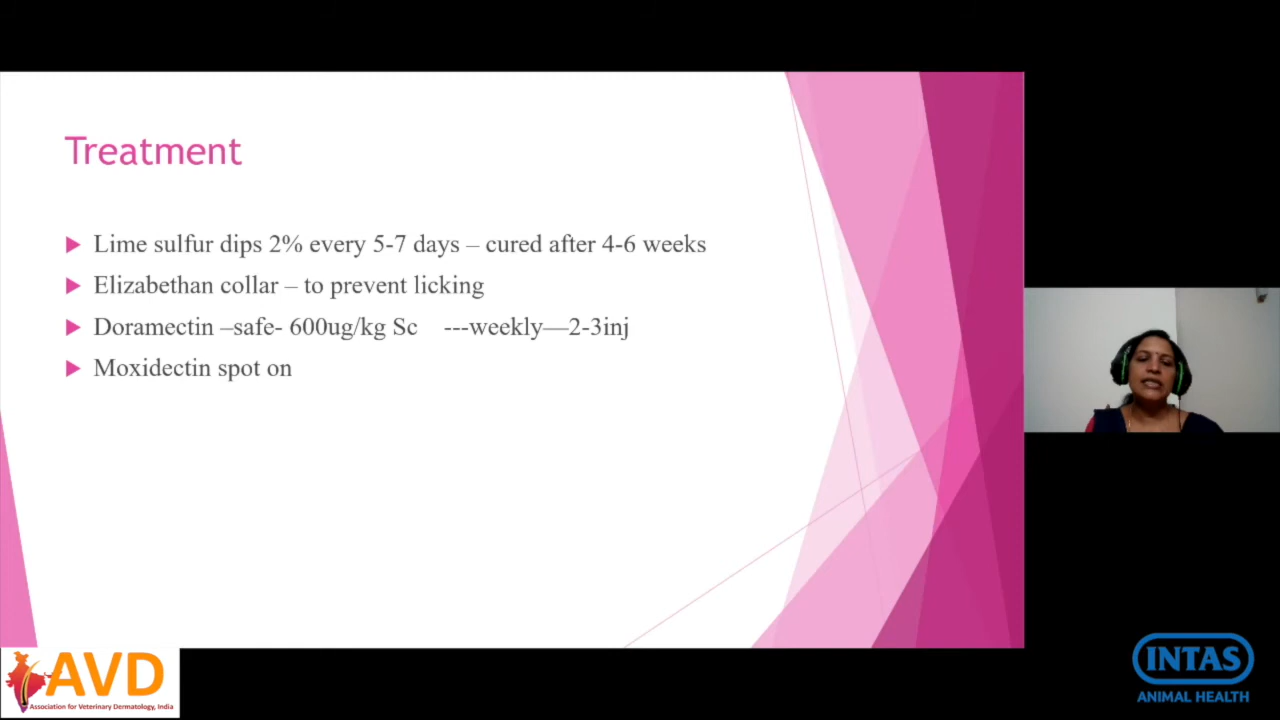 Treatment
Lime sulfur dips 2% every 5-7 days – cured after 4-6 weeks
Elizabethan collar – to prevent licking
Doramectin –safe- 600ug/kg Sc ---weekly—2-3inj
Moxidectin spot on
AVD
Association for Veterinary Dermatology, India
INTAS
ANIMAL HEALTH